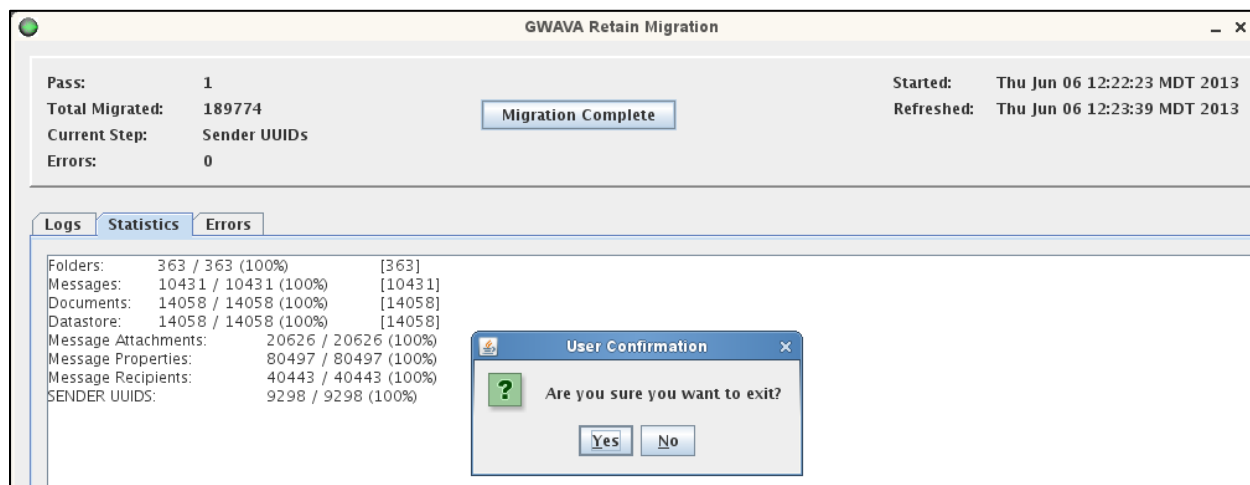 GWAVA Retain Migration
Pass: 1
Total Migrated: 189774
Current Step: Sender UUIDs
Errors: 0
Migration Complete
Started: Thu Jun 06 12:22:23 MDT 2013
Refreshed: Thu Jun 06 12:23:39 MDT 2013
Logs Statistics Errors
Folders: 363 / 363 (100%) [363]
Messages: 10431 / 10431 (100%) [10431]
Documents: 14058 / 14058 (100%) [14058]
Datastore: 14058 / 14058 (100%) [14058]
Message Attachments: 20626 / 20626 (100%)
Message Properties: 80497 / 80497 (100%)
Message Recipients: 40443 / 40443 (100%)
SENDER UUIDS: 9298 / 9298 (100%)
User Confirmation
Are you sure you want to exit?
Yes No